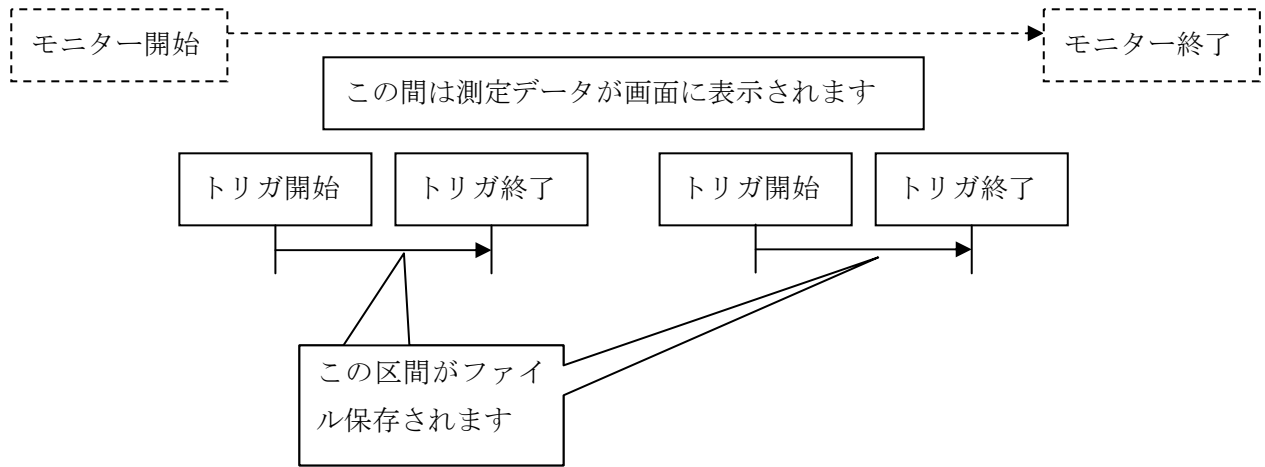 モニター開始
モニター終了
この間は測定データが画面に表示されます
トリガ開始
トリガ終了
トリガ開始
トリガ終了
この区間がファイ
ル保存されます